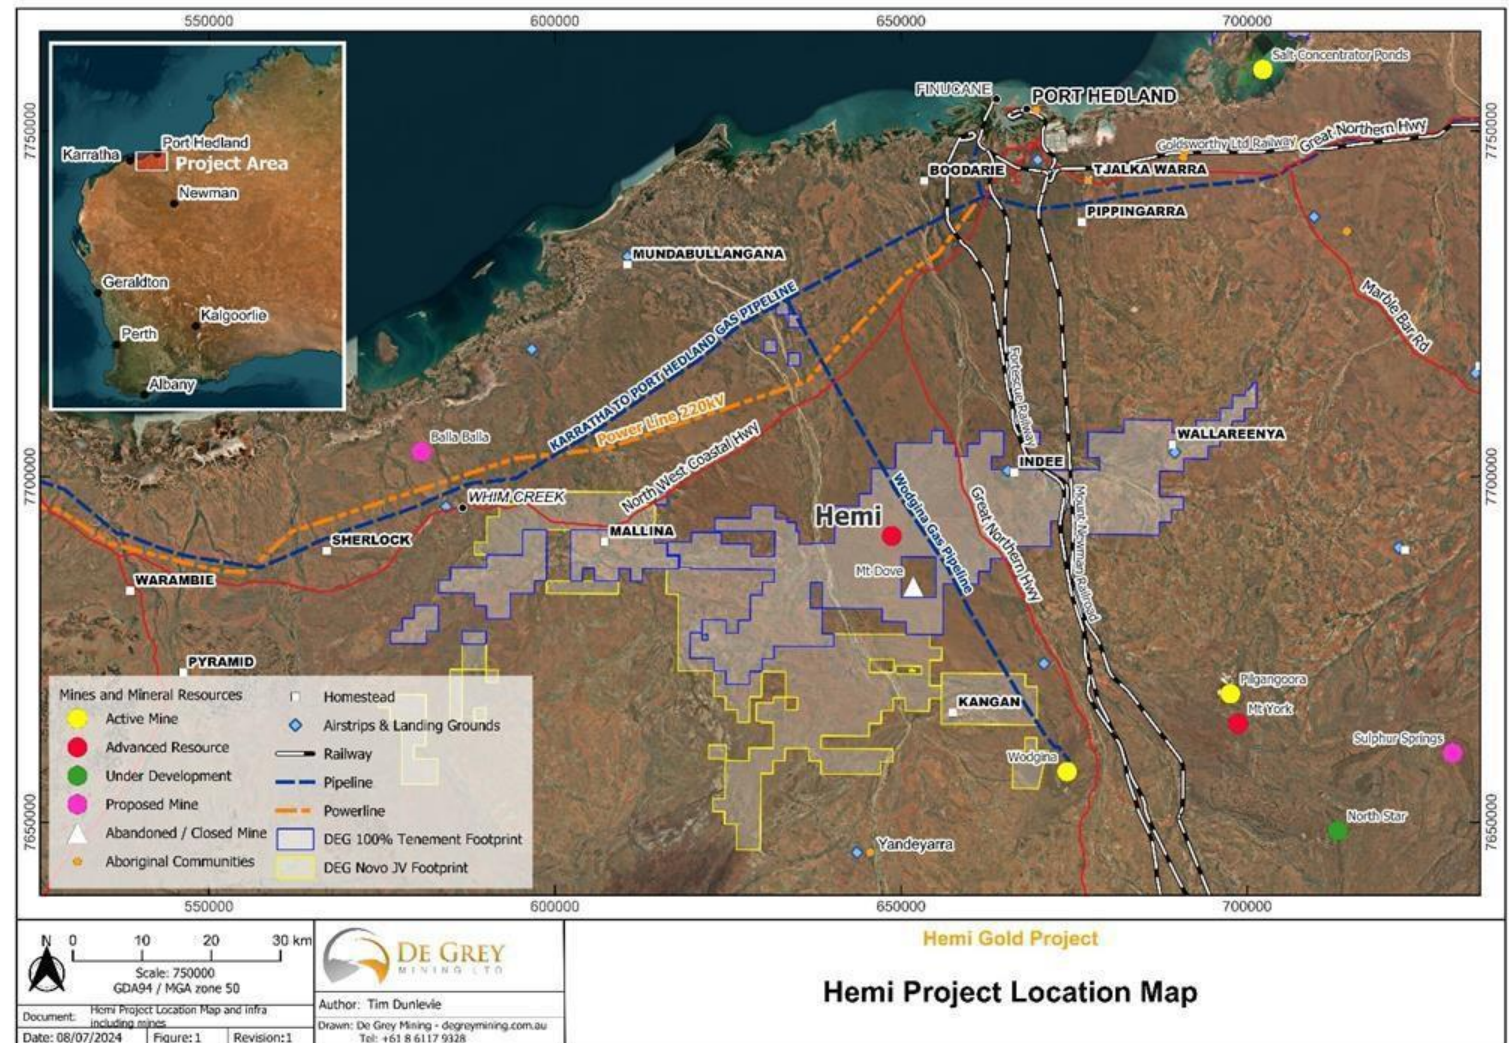 550000
600000
650000
700000
7750000
7700000
7650000
7750000
7700000
7650000
Port Hedland
Karratha
Project Area
Newman
Geraldton
Kalgoorlie
Perth
Albany
Salt Concentrator Ponds
FINUCANE
PORT HEDLAND
Goldsworthy Ltd Railway
Great Northern Hwy
BOODARIE
TJALKA WARRA
PIPPINGARRA
MUNDABULLANGANA
Marble Bar Rd
KARRATHA TO PORT HEDLAND GAS PIPELINE
Fortescue Railway
Power Line 220kV
Balla Balla
North West Coastal Hwy
WALLAREENYA
INDEE
WHIM CREEK
Wodgina Gas Pipeline
Great Northern Hwy
Mount Newman Railroad
Hemi
MALLINA
SHERLOCK
Mt Dove
WARAMBIE
PYRAMID
Pilgangoora
KANGAN
Mt York
Sulphur Springs
Wodgina
North Star
Yandeyarra
Mines and Mineral Resources
Active Mine
Advanced Resource
Under Development
Proposed Mine
Abandoned / Closed Mine
Aboriginal Communities
Homestead
Airstrips & Landing Grounds
Railway
Pipeline
Powerline
DEG 100% Tenement Footprint
DEG Novo JV Footprint
550000
600000
650000
700000
N
0 10 20 30 km
Scale: 750000
GDA94 / MGA zone 50
Document: Hemi Project Location Map and infra
including mines
Date: 08/07/2024 Figure:1 Revision:1
DE GREY
MINING LTD
Author: Tim Dunlevie
Drawn: De Grey Mining - degreymining.com.au
Tel: +61 8 6117 9328
Hemi Gold Project
Hemi Project Location Map